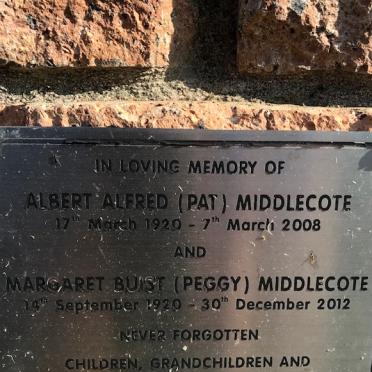 IN LOVING MEMORY OF
ALBERT ALFRED (PAT) MIDDLECOTE
17th March 1920 - 7th March 2008
AND
MARGARET BUIST (PEGGY) MIDDLECOTE
14th September 1920 - 30th December 2012
NEVER FORGOTTEN
CHILDREN, GRANDCHILDREN AND